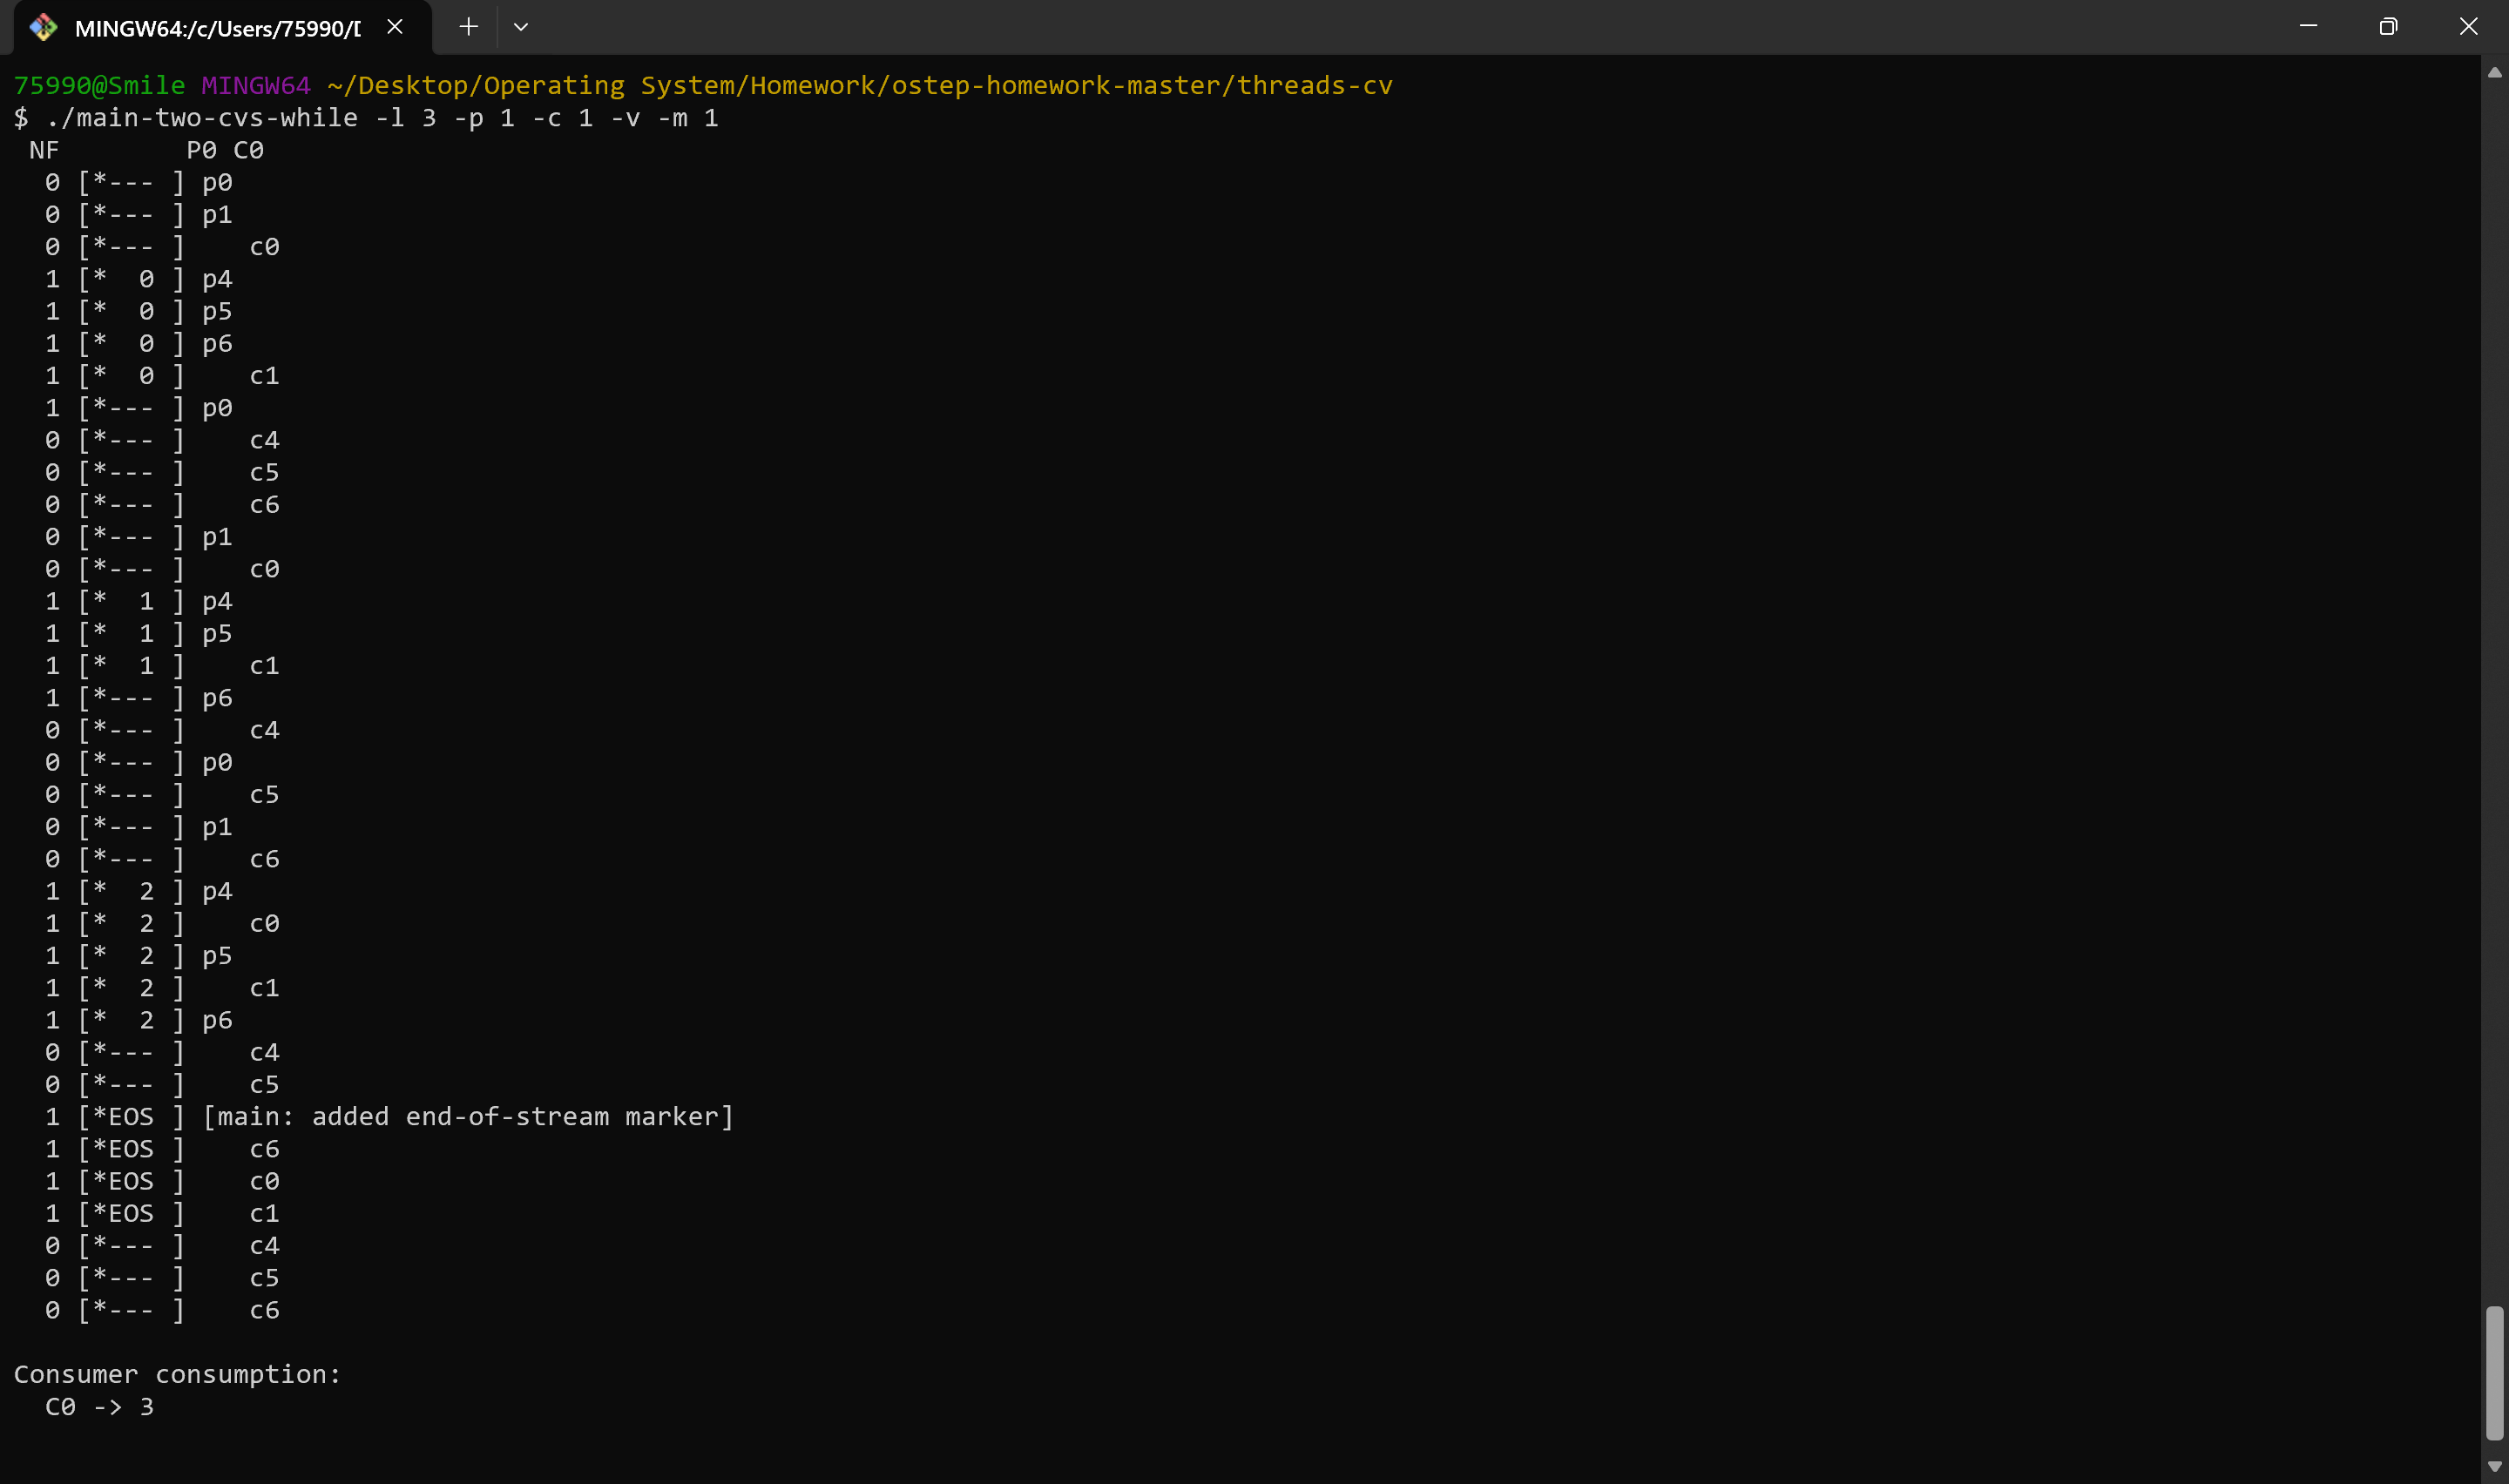 MINGW64:/c/Users/75990/D
75990@Smile MINGW64 ~/Desktop/Operating System/Homework/ostep-homework-master/threads-cv
$ ./main-two-cvs-while -l 3 -p 1 -c 1 -v -m 1
 NF        P0 C0
  0 [*--- ] p0
  0 [*--- ] p1
  0 [*--- ]    c0
  1 [*  0 ] p4
  1 [*  0 ] p5
  1 [*  0 ] p6
  1 [*  0 ]    c1
  1 [*--- ] p0
  0 [*--- ]    c4
  0 [*--- ]    c5
  0 [*--- ]    c6
  0 [*--- ] p1
  0 [*--- ]    c0
  1 [*  1 ] p4
  1 [*  1 ] p5
  1 [*  1 ]    c1
  1 [*--- ] p6
  0 [*--- ]    c4
  0 [*--- ] p0
  0 [*--- ]    c5
  0 [*--- ] p1
  0 [*--- ]    c6
  1 [*  2 ] p4
  1 [*  2 ]    c0
  1 [*  2 ] p5
  1 [*  2 ]    c1
  1 [*  2 ] p6
  0 [*--- ]    c4
  0 [*--- ]    c5
  1 [*EOS ] [main: added end-of-stream marker]
  1 [*EOS ]    c6
  1 [*EOS ]    c0
  1 [*EOS ]    c1
  0 [*--- ]    c4
  0 [*--- ]    c5
  0 [*--- ]    c6
Consumer consumption:
  C0 -> 3